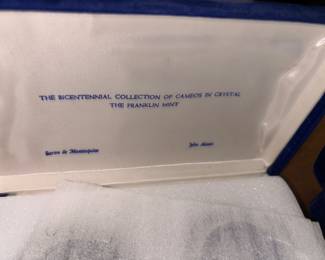 THE BICENTENNIAL COLLECTION OF CAMEOS IN CRYSTAL
THE FRANKLIN MINT
Baron de Montesquieu
John Adams